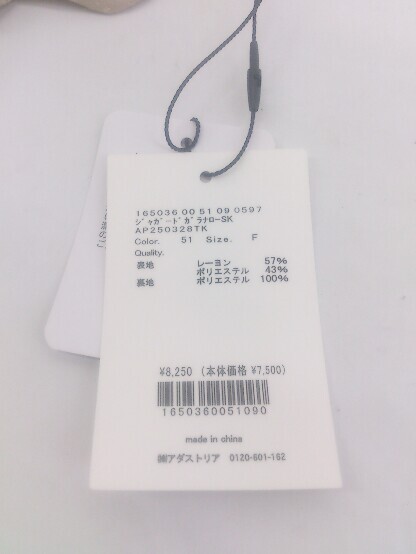 165036 00 51 09 0597
ｼﾞｬｶﾞｰﾄﾞｶﾞﾗﾅﾛｰSK
AP250328TK
Color. 51 Size. F
Quality.
表地 レーヨン 57%
ポリエステル 43%
裏地 ポリエステル 100%
¥8,250 (本体価格 ¥7,500)
1650360051090
made in china
㈱アダストリア 0120-601-162